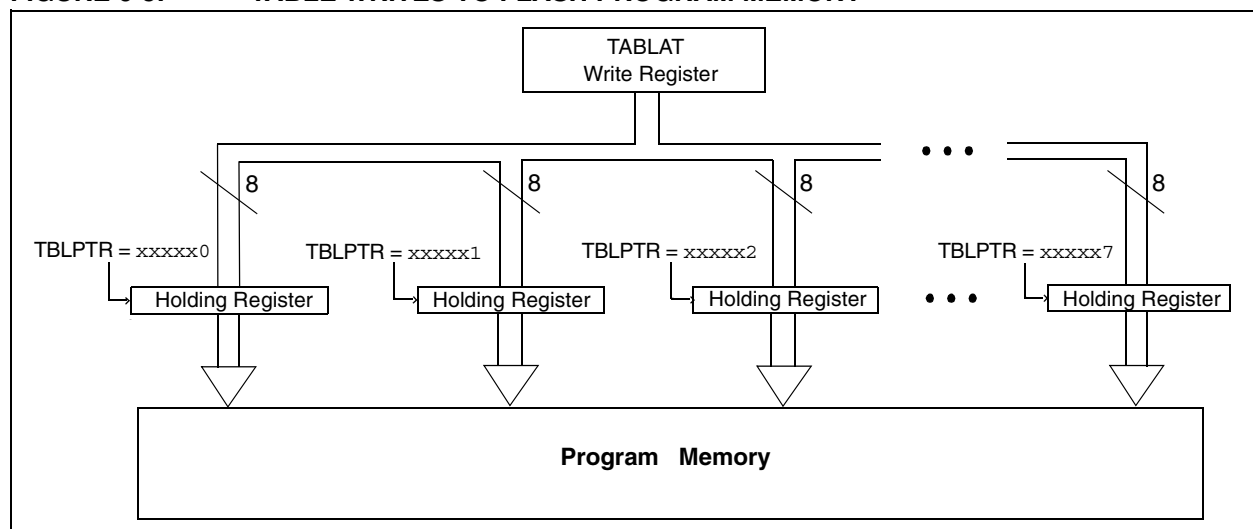 TABLAT
Write Register
8
8
8
8
TBLPTR = xxxxx0
TBLPTR = xxxxx1
TBLPTR = xxxxx2
TBLPTR = xxxxx7
Holding Register
Holding Register
Holding Register
Holding Register
Program Memory